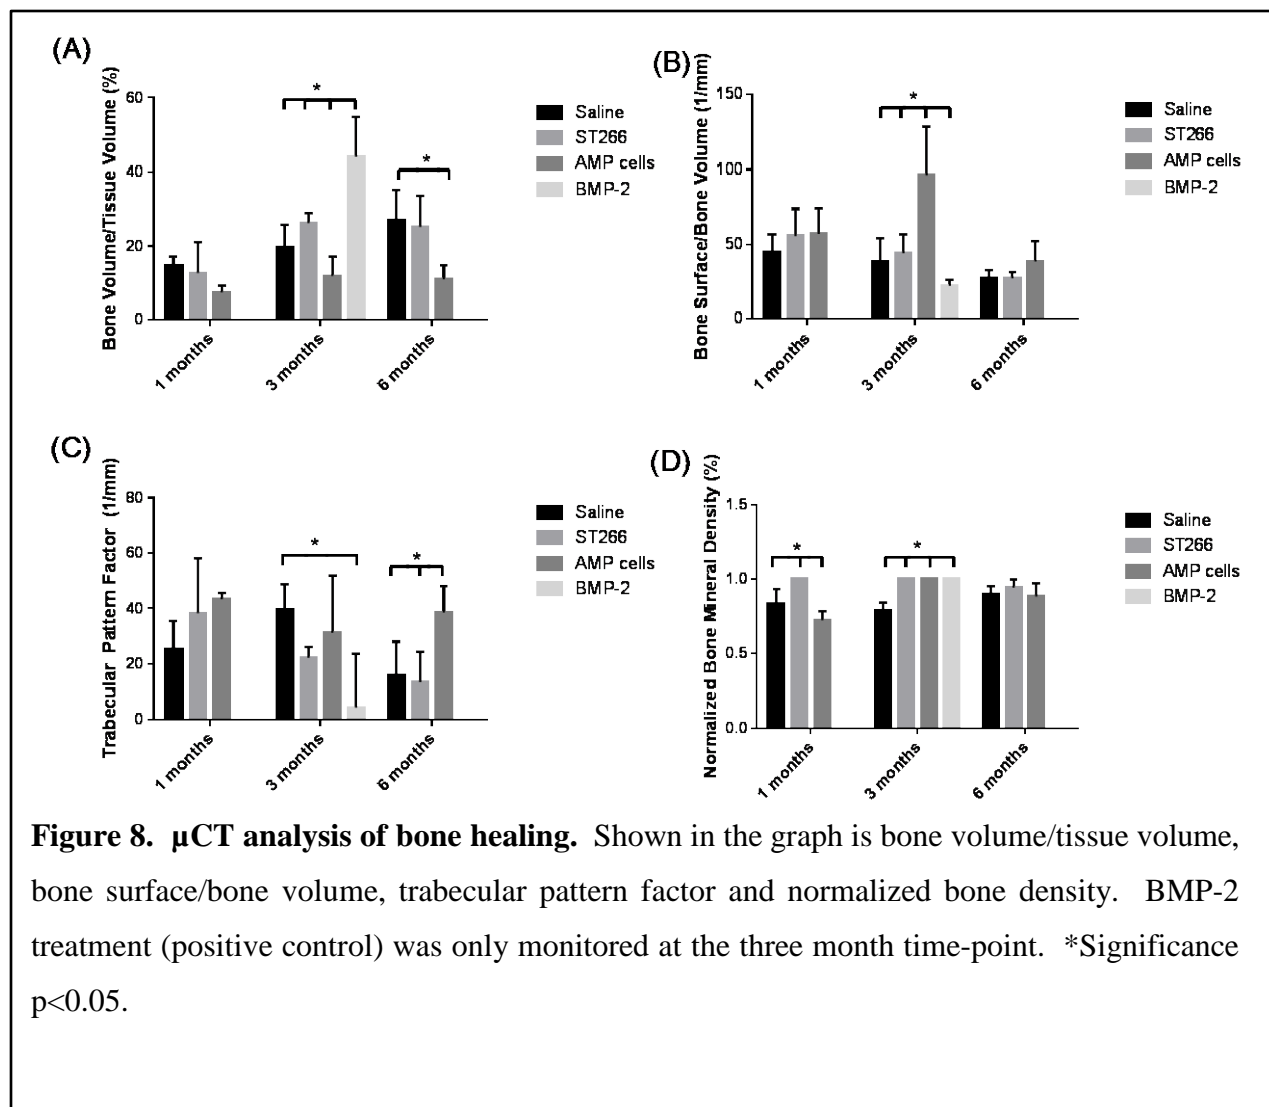 (A)
Bone Volume/Tissue Volume (%)
60
40
20
0
*
*
1 months
3 months
6 months
Saline
ST266
AMP cells
BMP-2
(B)
Bone Surface/Bone Volume (1/mm)
150
100
50
0
*
1 months
3 months
6 months
Saline
ST266
AMP cells
BMP-2
(C)
Trabecular Pattern Factor (1/mm)
80
60
40
20
0
*
*
1 months
3 months
6 months
Saline
ST266
AMP cells
BMP-2
(D)
Normalized Bone Mineral Density (%)
1.5
1.0
0.5
0.0
*
*
1 months
3 months
6 months
Saline
ST266
AMP cells
BMP-2
Figure 8. µCT analysis of bone healing. Shown in the graph is bone volume/tissue volume,
bone surface/bone volume, trabecular pattern factor and normalized bone density. BMP-2
treatment (positive control) was only monitored at the three month time-point. *Significance
p<0.05.